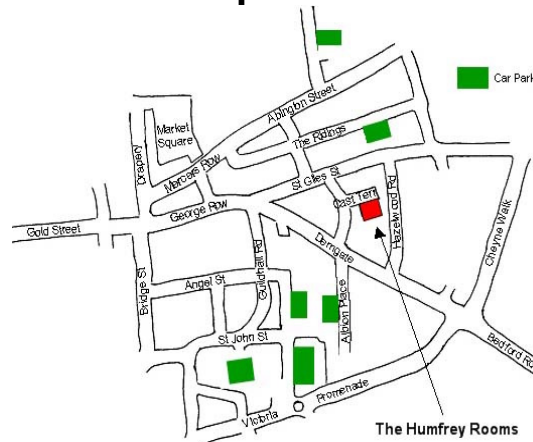 Car Park
Abington Street
Market
Square
The Ridings
Drapery
Mercers Row
St Giles St
Cast Terr
George Row
Hazelwood Rd
Gold Street
Cheyne Walk
Guildhall Rd
Derngate
Bridge St
Angel St
Albion Place
St John St
Bedford Rd
Promenade
Victoria
The Humfrey Rooms